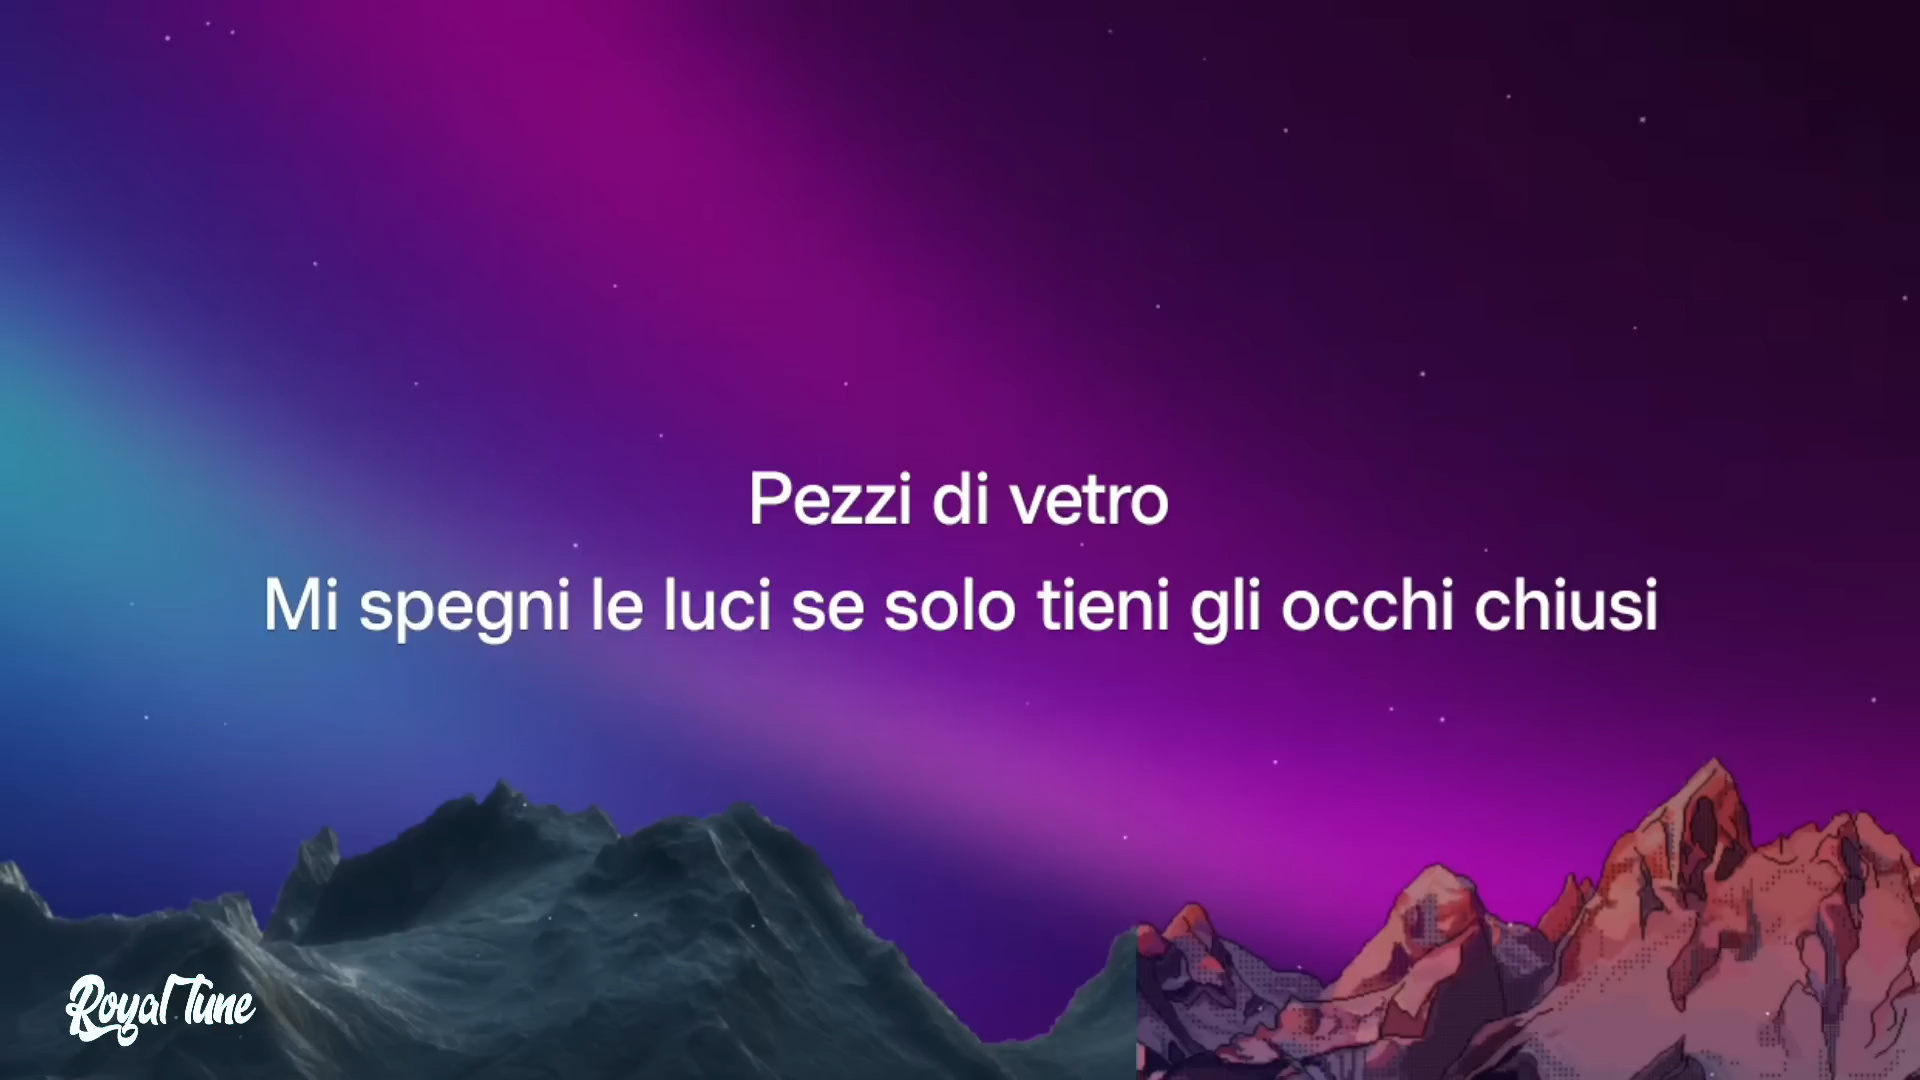 Pezzi di vetro
Mi spegni le luci se solo tieni gli occhi chiusi
Royal Tune